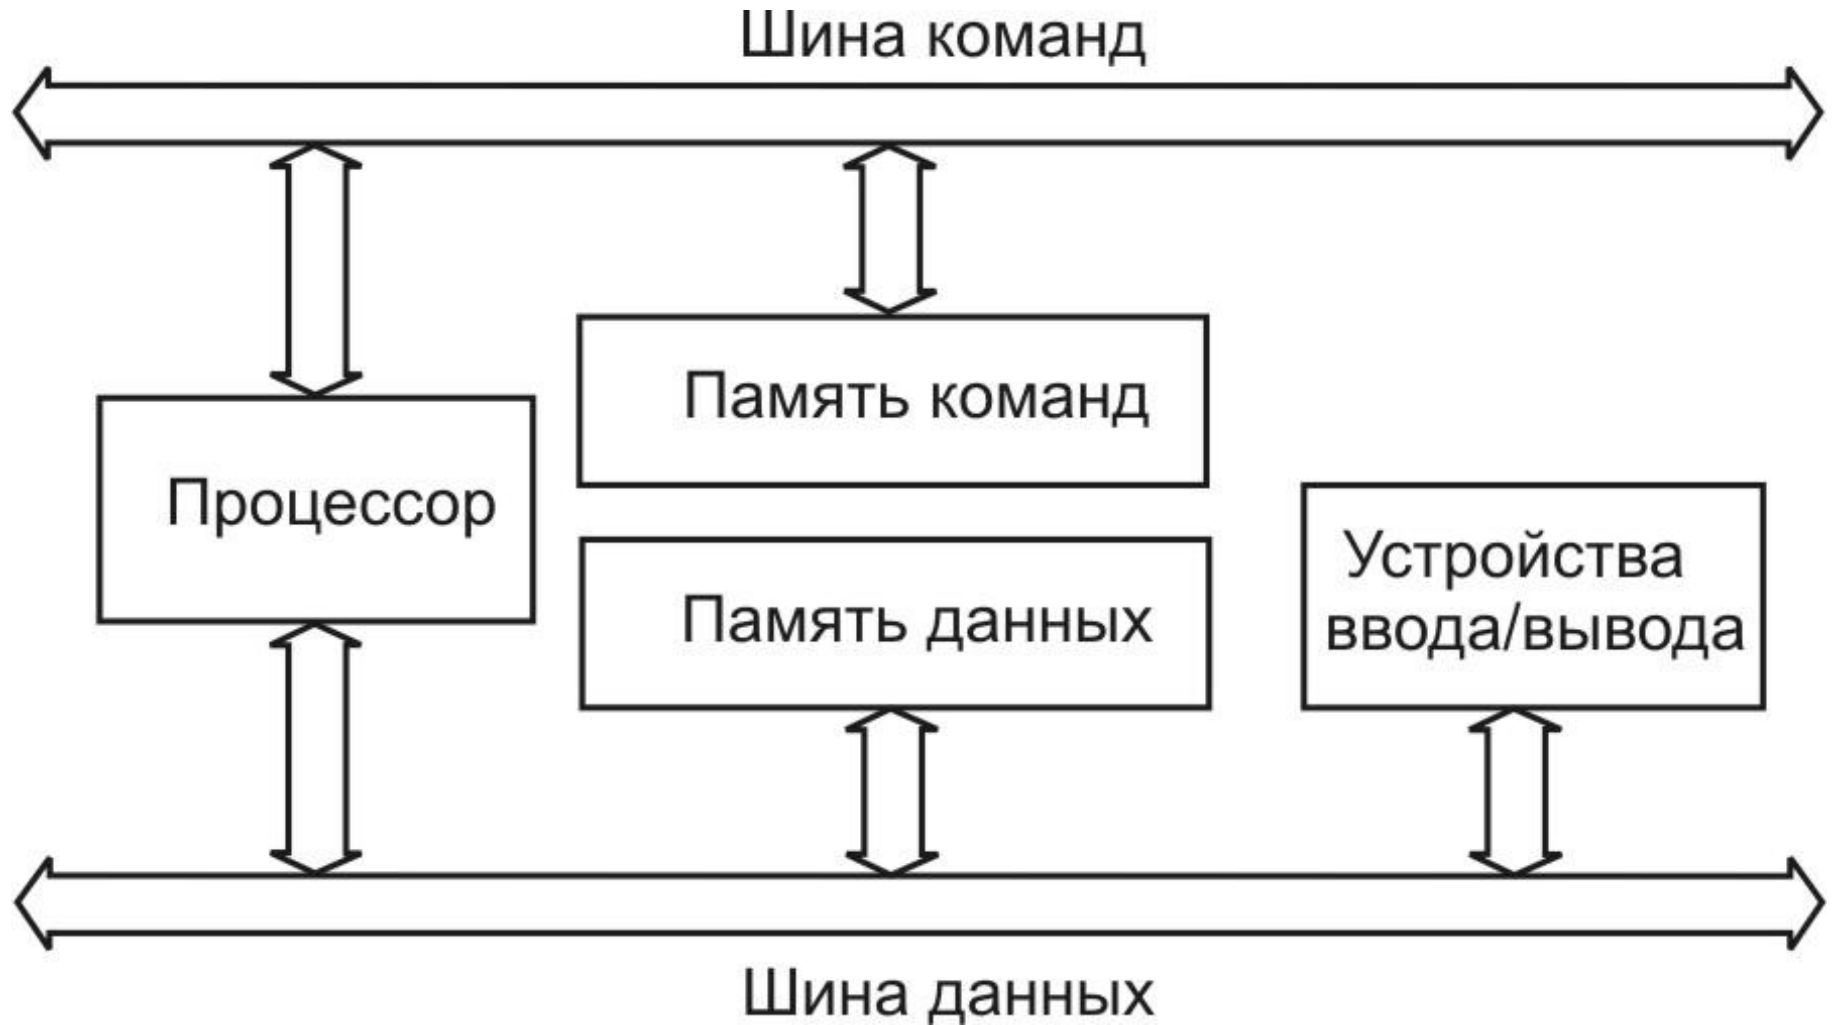 Шина команд
Память команд
Процессор
Память данных
Устройства
ввода/вывода
Шина данных